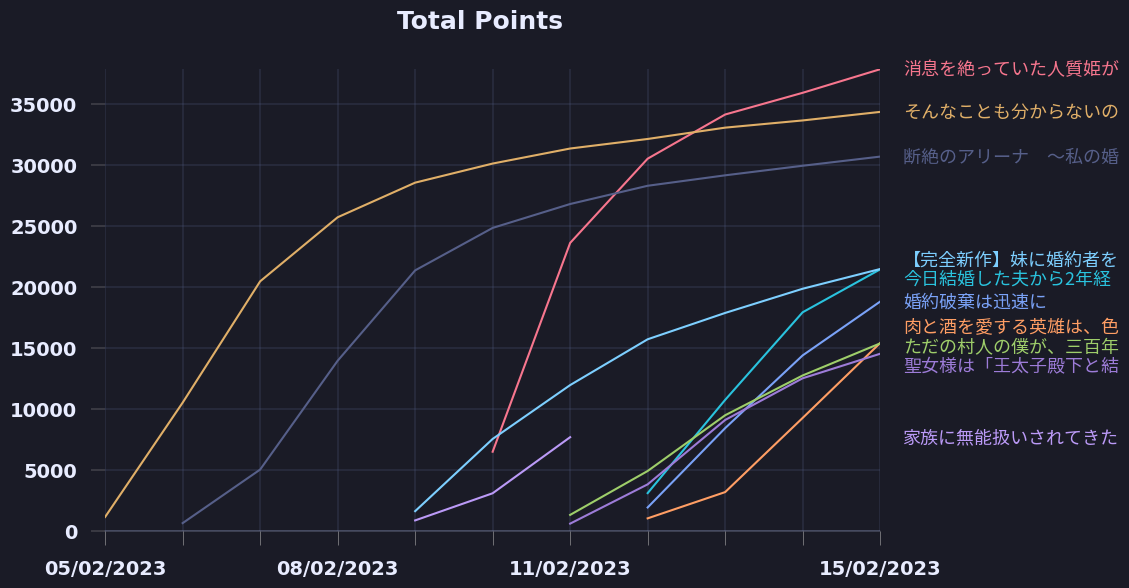 Total Points
35000
30000
25000
20000
15000
10000
5000
0
05/02/2023
08/02/2023
11/02/2023
15/02/2023
消息を絶っていた人質姫が
そんなことも分からないの
断絶のアリーナ　～私の婚
【完全新作】妹に婚約者を
今日結婚した夫から2年経
婚約破棄は迅速に
肉と酒を愛する英雄は、色
ただの村人の僕が、三百年
聖女様は「王太子殿下と結
家族に無能扱いされてきた